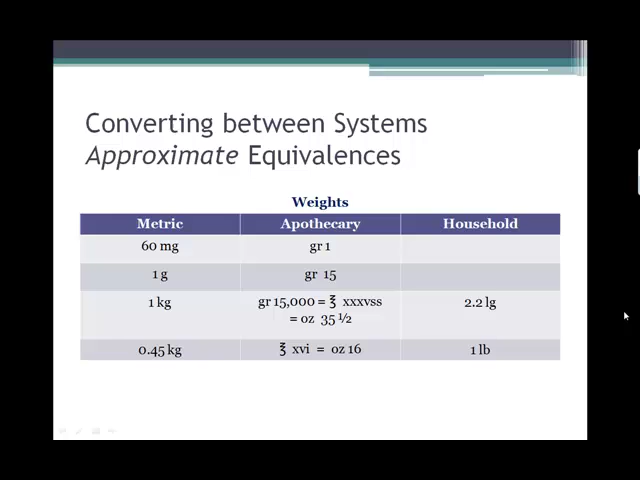 Converting between Systems
Approximate Equivalences
Weights
Metric Apothecary Household
60 mg gr 1
1 g gr 15
1 kg gr 15,000 = ℥ xxxvss 2.2 lg
= oz 35 ½
0.45 kg ℥ xvi = oz 16 1 lb